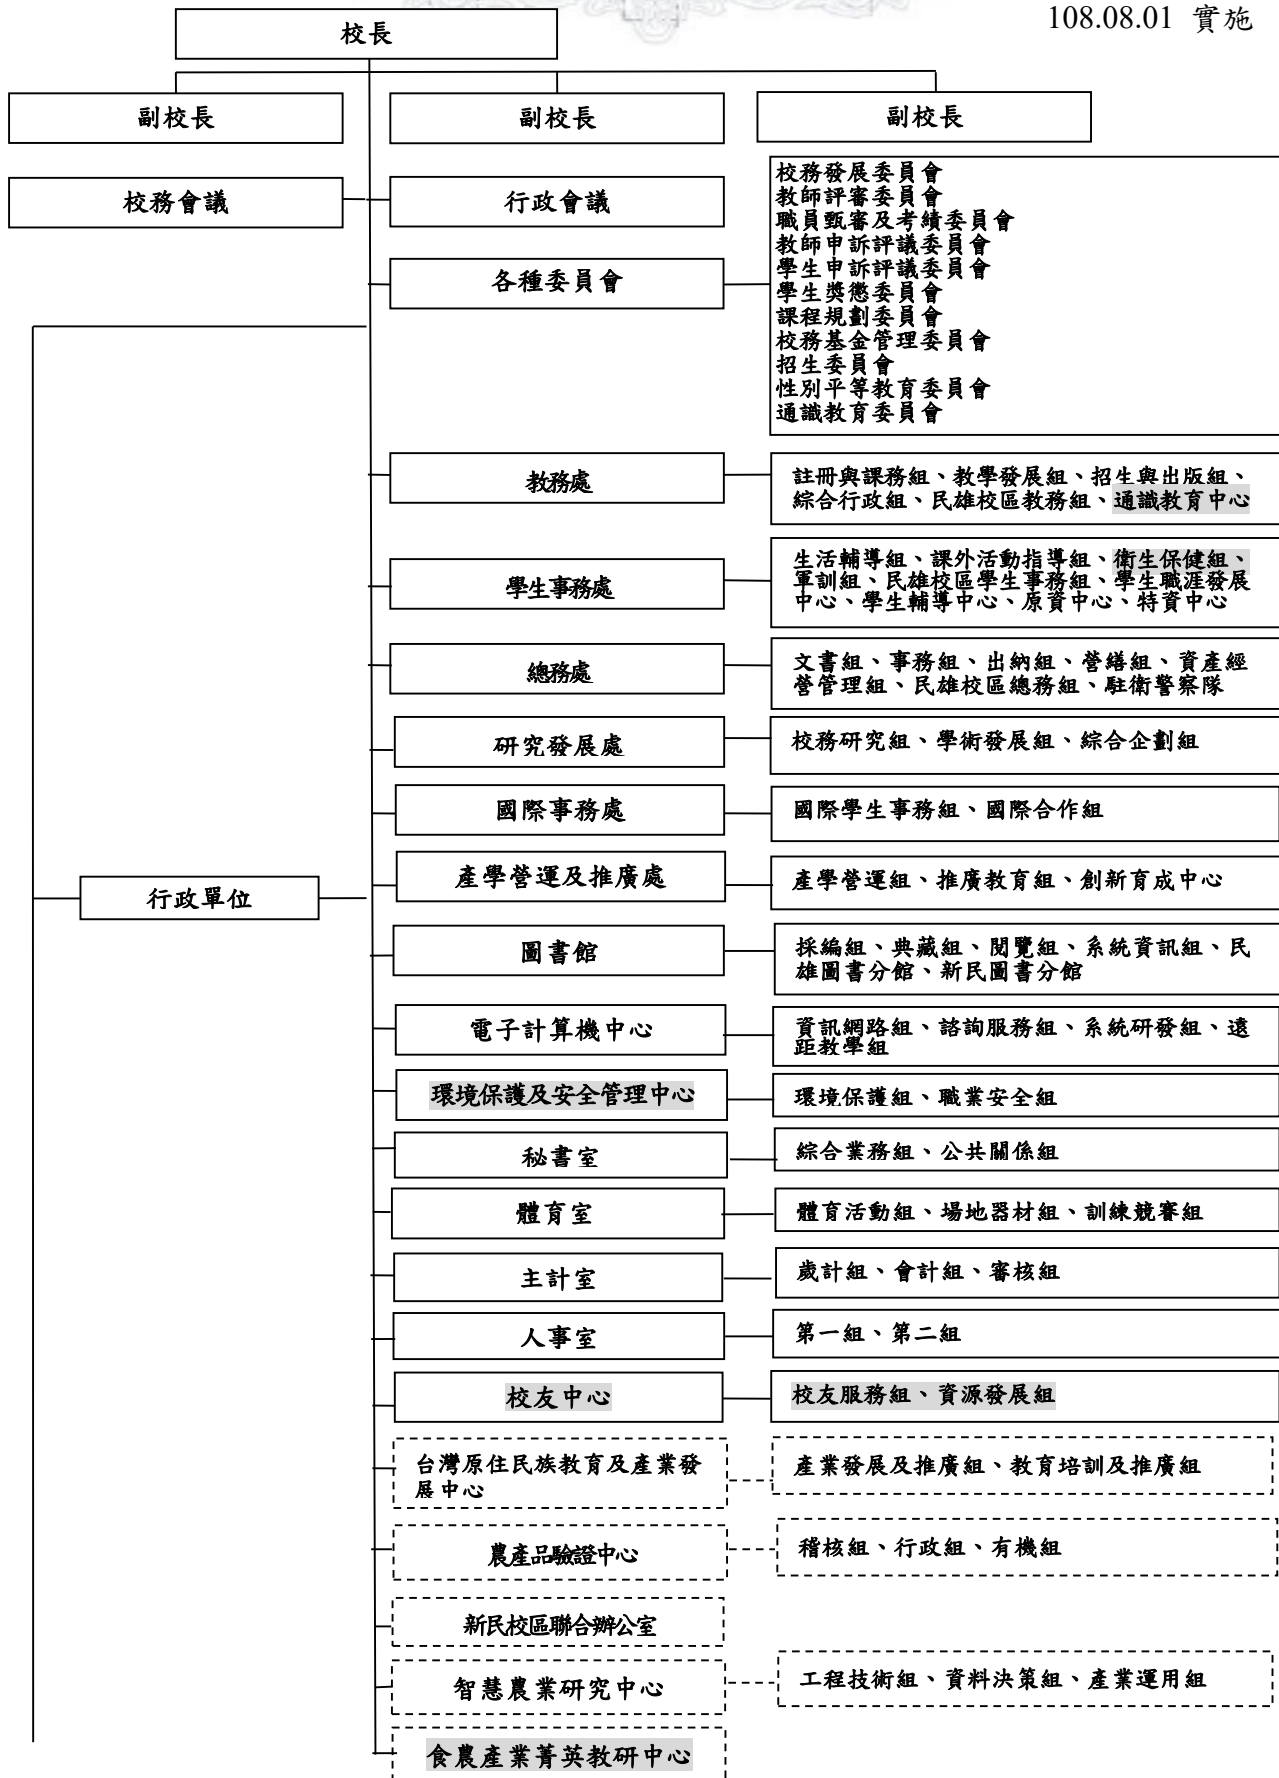 108.08.01 實施
校長
副校長
副校長
副校長
校務會議
行政會議
各種委員會
校務發展委員會
教師評審委員會
職員甄審及考績委員會
教師申訴評議委員會
學生申訴評議委員會
學生獎懲委員會
課程規劃委員會
校務基金管理委員會
招生委員會
性別平等教育委員會
通識教育委員會
行政單位
教務處
註冊與課務組、教學發展組、招生與出版組、
綜合行政組、民雄校區教務組、通識教育中心
學生事務處
生活輔導組、課外活動指導組、衛生保健組、
軍訓組、民雄校區學生事務組、學生職涯發展
中心、學生輔導中心、原資中心、特資中心
總務處
文書組、事務組、出納組、營繕組、資產經
營管理組、民雄校區總務組、駐衛警察隊
研究發展處
校務研究組、學術發展組、綜合企劃組
國際事務處
國際學生事務組、國際合作組
產學營運及推廣處
產學營運組、推廣教育組、創新育成中心
圖書館
採編組、典藏組、閱覽組、系統資訊組、民
雄圖書分館、新民圖書分館
電子計算機中心
資訊網路組、諮詢服務組、系統研發組、遠
距教學組
環境保護及安全管理中心
環境保護組、職業安全組
秘書室
綜合業務組、公共關係組
體育室
體育活動組、場地器材組、訓練競賽組
主計室
歲計組、會計組、審核組
人事室
第一組、第二組
校友中心
校友服務組、資源發展組
台灣原住民族教育及產業發
展中心
產業發展及推廣組、教育培訓及推廣組
農產品驗證中心
稽核組、行政組、有機組
新民校區聯合辦公室
智慧農業研究中心
工程技術組、資料決策組、產業運用組
食農產業菁英教研中心